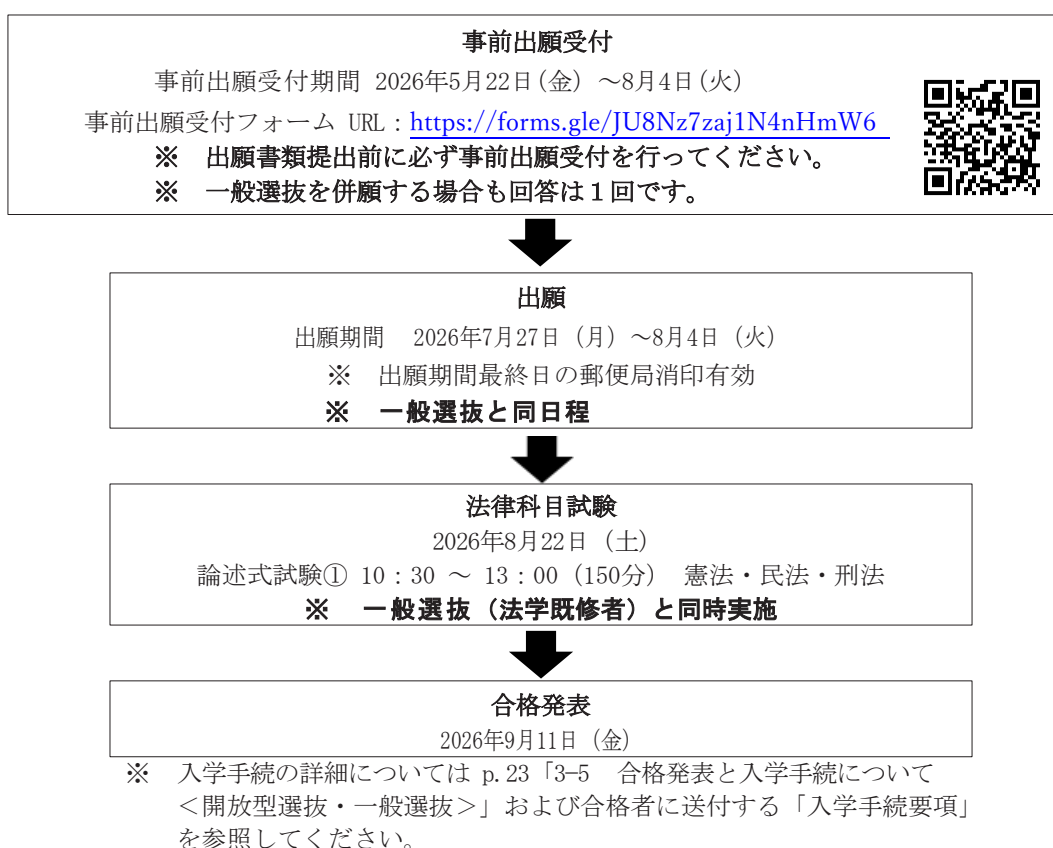 事前出願受付
事前出願受付期間 2026年5月22日(金) ～8月4日(火)
事前出願受付フォーム URL：https://forms.gle/JU8Nz7zaj1N4nHmW6
※ 出願書類提出前に必ず事前出願受付を行ってください。
※ 一般選抜を併願する場合も回答は１回です。
出願
出願期間 2026年7月27日（月）～8月4日（火）
※ 出願期間最終日の郵便局消印有効
※ 一般選抜と同日程
法律科目試験
2026年8月22日（土）
論述式試験① 10：30 ～ 13：00（150分） 憲法・民法・刑法
※ 一般選抜（法学既修者）と同時実施
合格発表
2026年9月11日（金）
※ 入学手続の詳細については p.23「3-5 合格発表と入学手続について
＜開放型選抜・一般選抜＞」および合格者に送付する「入学手続要項」
を参照してください。